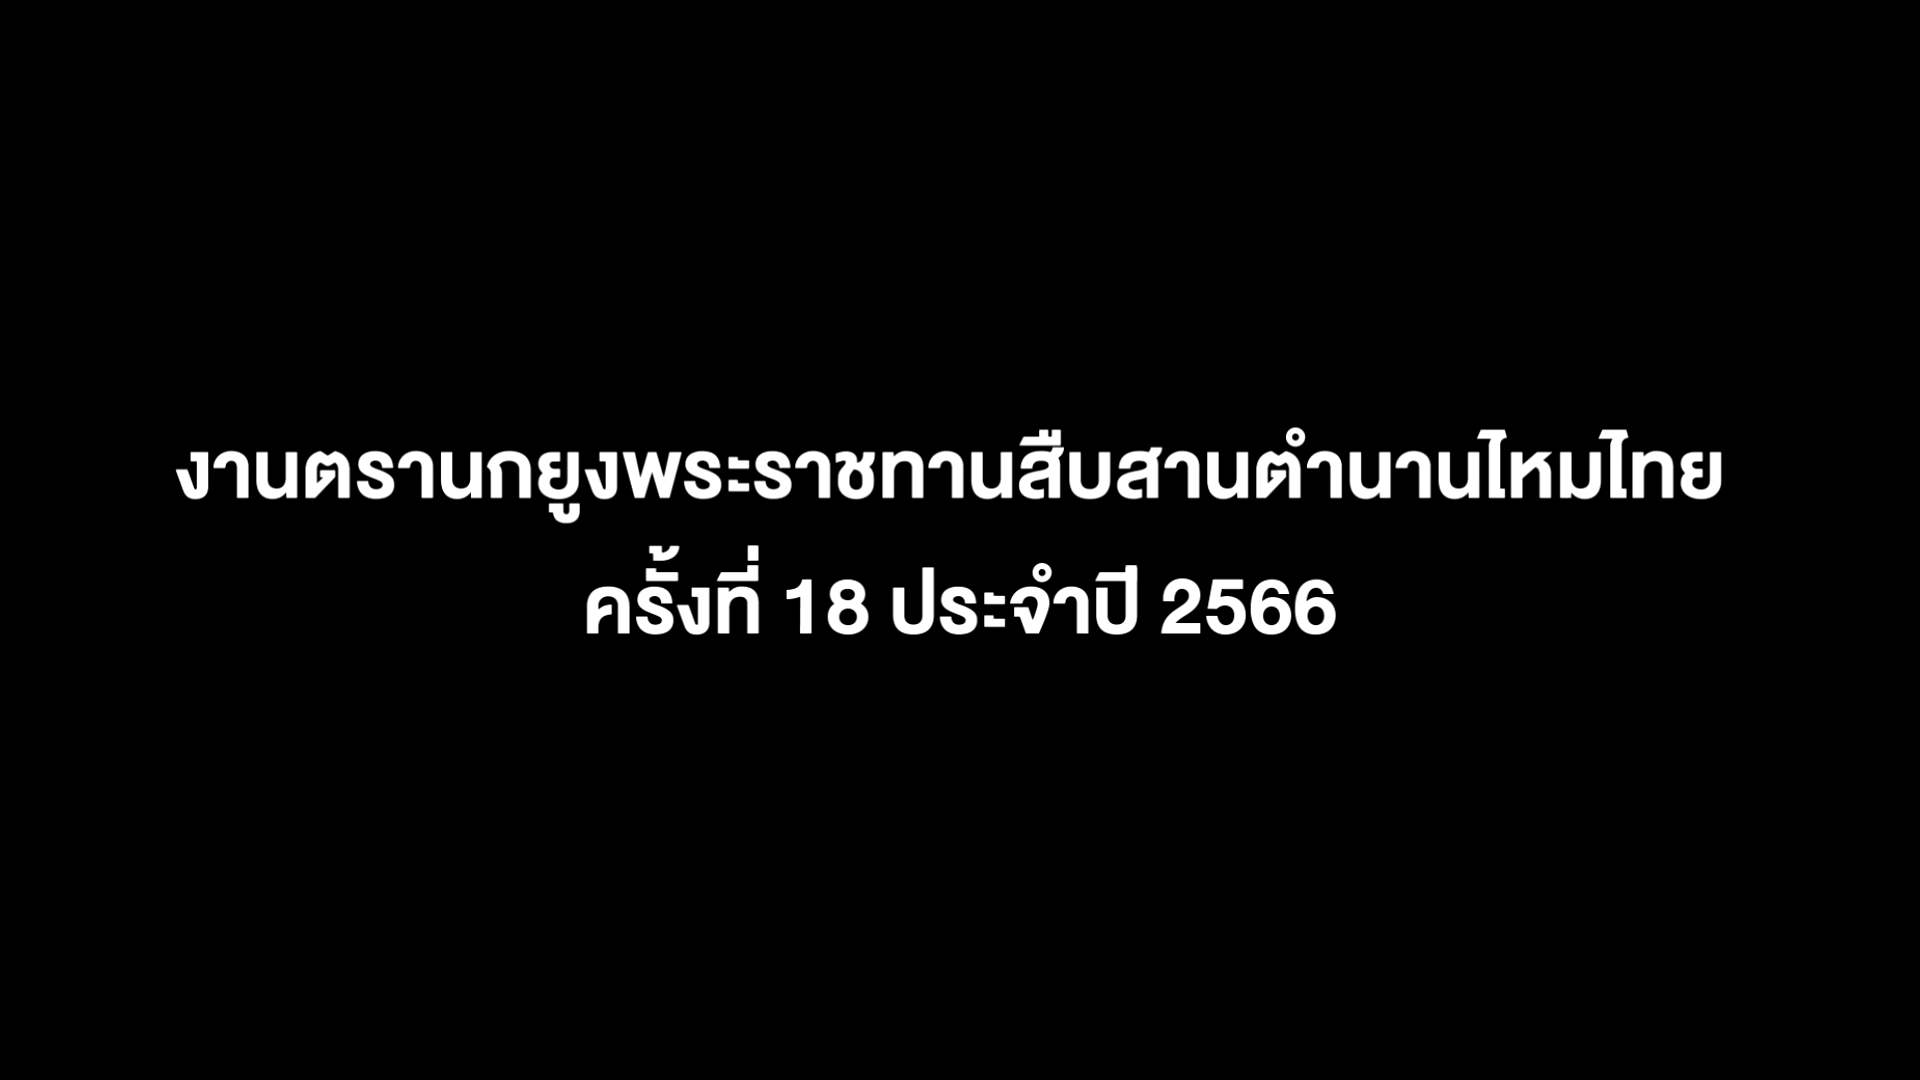 งานตรานกยูงพระราชทานสืบสานตำนานไหมไทย
ครั้งที่ 18 ประจำปี 2566